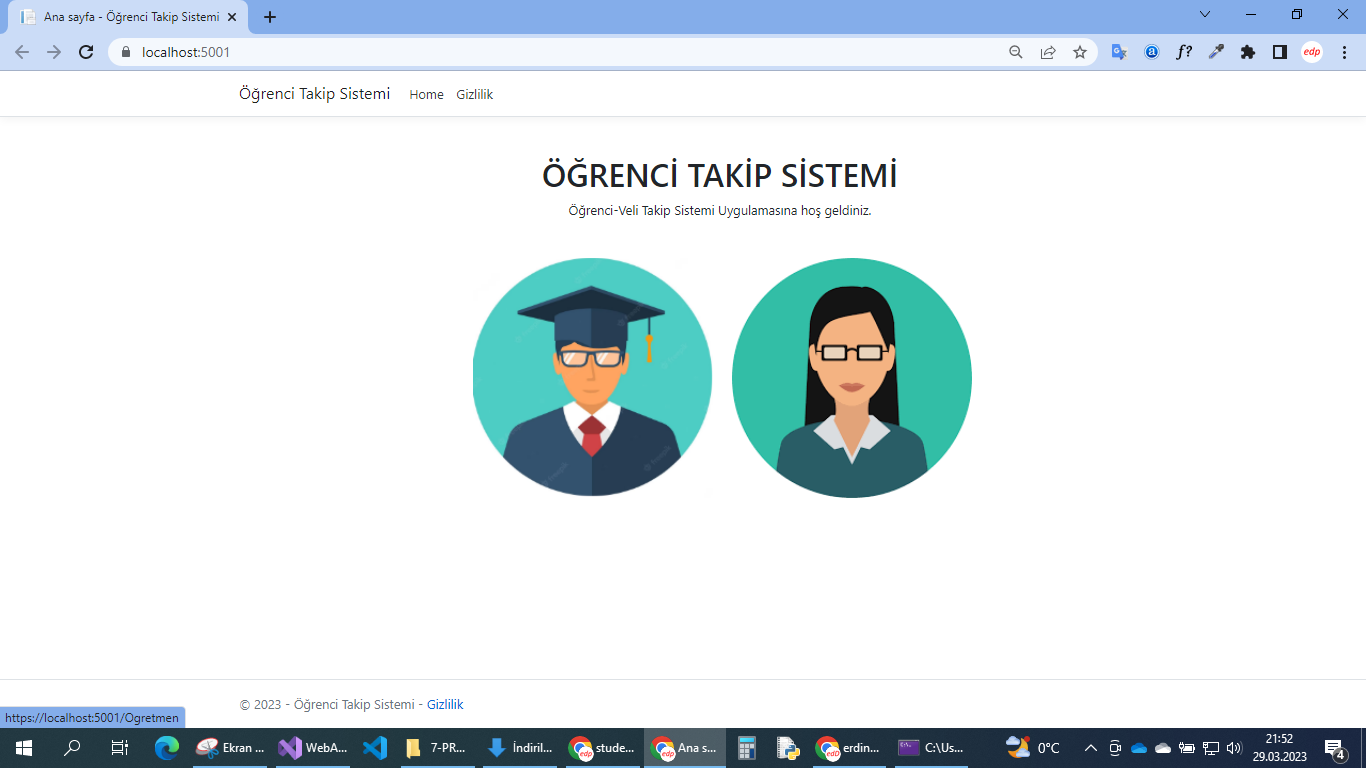 Ana sayfa - Öğrenci Takip Sistemi
localhost:5001
f?
edp
Öğrenci Takip Sistemi Home Gizlilik
ÖĞRENCİ TAKİP SİSTEMİ
Öğrenci-Veli Takip Sistemi Uygulamasına hoş geldiniz.
© 2023 - Öğrenci Takip Sistemi - Gizlilik
https://localhost:5001/Ogretmen
Ekran ...
WebA...
7-PR...
İndiril...
stude...
Ana s...
erdin...
C:\Us...
0°C
21:52
29.03.2023
4